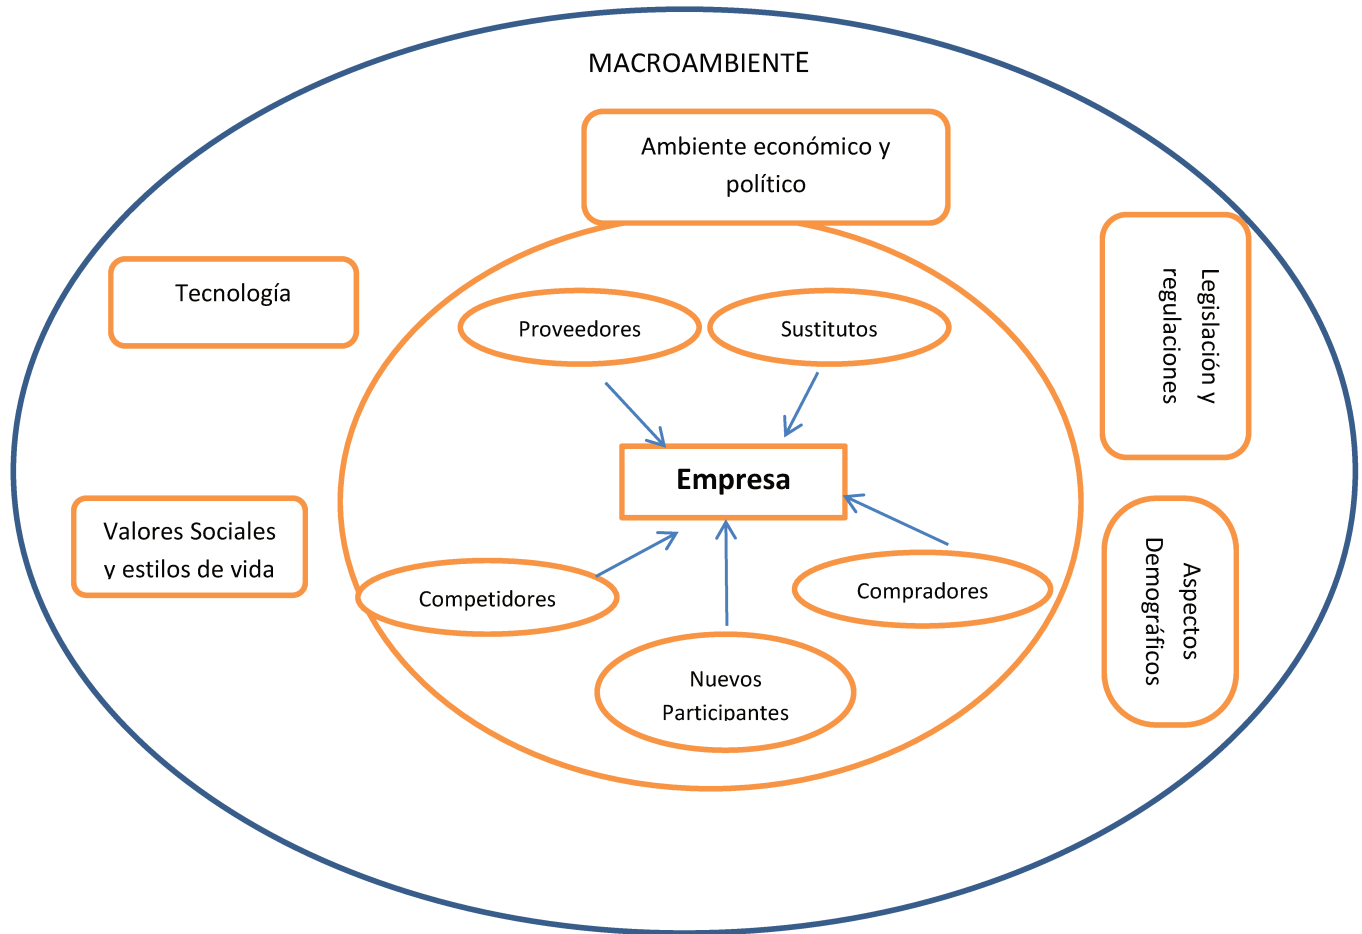 MACROAMBIENTE
Ambiente económico y
político
Tecnología
Legislación y
regulaciones
Proveedores
Sustitutos
Empresa
Valores Sociales
y estilos de vida
Aspectos
Demográficos
Competidores
Compradores
Nuevos
Participantes